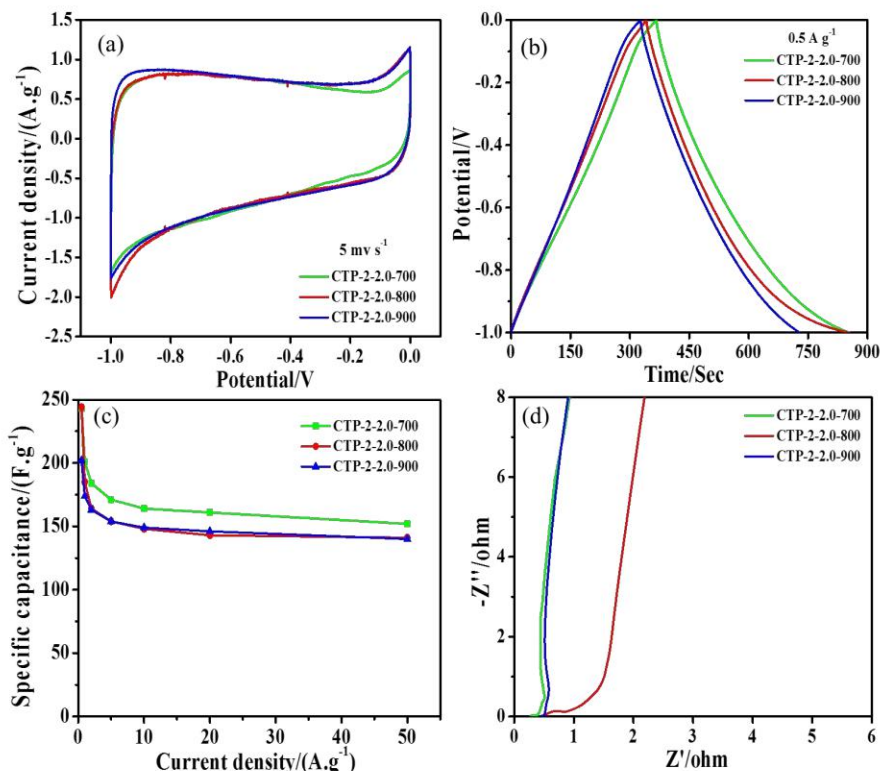 (a)
Current density/(A.g-1)
1.5
1.0
0.5
0.0
-0.5
-1.0
-1.5
-2.0
-2.5
5 mv s-1
CTP-2-2.0-700
CTP-2-2.0-800
CTP-2-2.0-900
-1.0 -0.8 -0.6 -0.4 -0.2 0.0
Potential/V
(b)
Potential/V
0.0
-0.2
-0.4
-0.6
-0.8
-1.0
0.5 A g-1
CTP-2-2.0-700
CTP-2-2.0-800
CTP-2-2.0-900
0 150 300 450 600 750 900
Time/Sec
(c)
Specific capacitance/(F.g-1)
250
200
150
100
50
0
CTP-2-2.0-700
CTP-2-2.0-800
CTP-2-2.0-900
0 10 20 30 40 50
Current density/(A.g-1)
(d)
-Z''/ohm
8
6
4
2
0
CTP-2-2.0-700
CTP-2-2.0-800
CTP-2-2.0-900
0 1 2 3 4 5 6
Z'/ohm